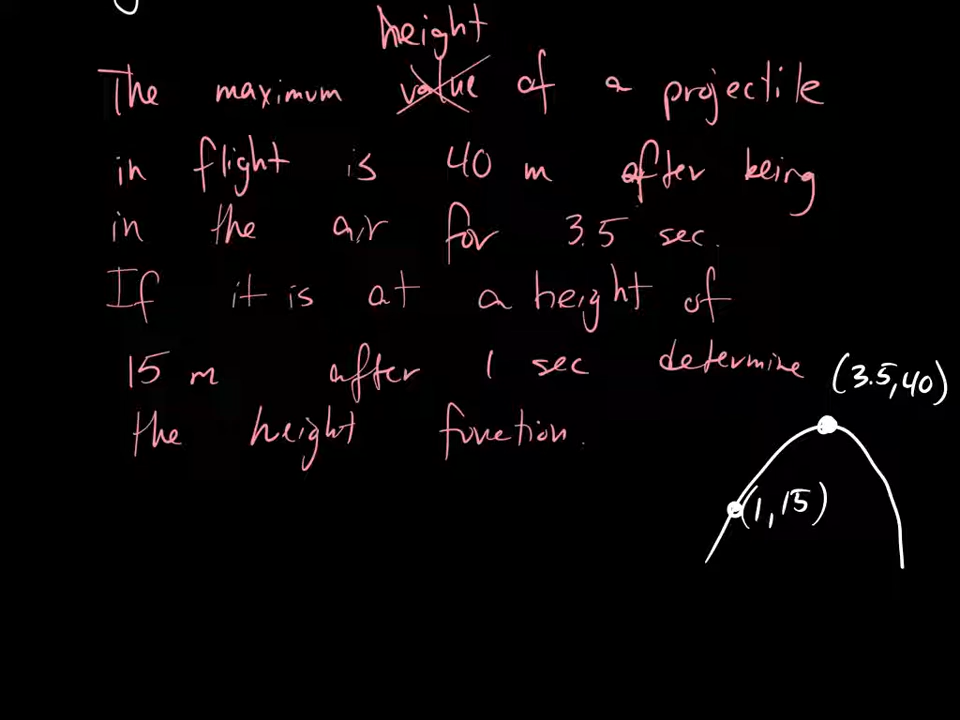 height
The maximum value of a projectile
in flight is 40 m after being
in the air for 3.5 sec.
If it is at a height of
15 m after 1 sec determine
the height function.
(3.5,40)
(1,15)